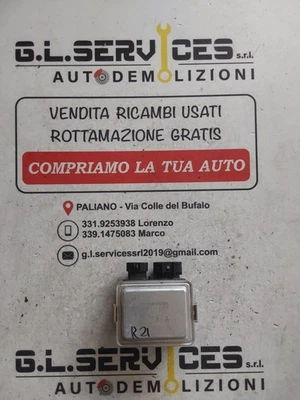 G.L.SERVICES s.r.l.
AUTODEMOLIZIONI
VENDITA RICAMBI USATI
ROTTAMAZIONE GRATIS
COMPRIAMO LA TUA AUTO
PALIANO - Via Colle del Bufalo
331.9253938 Lorenzo
339.1475083 Marco
g.l.servicessrl2019@gmail.com
R21
G.L.SERVICES s.r.l.
AUTODEMOLIZIONI